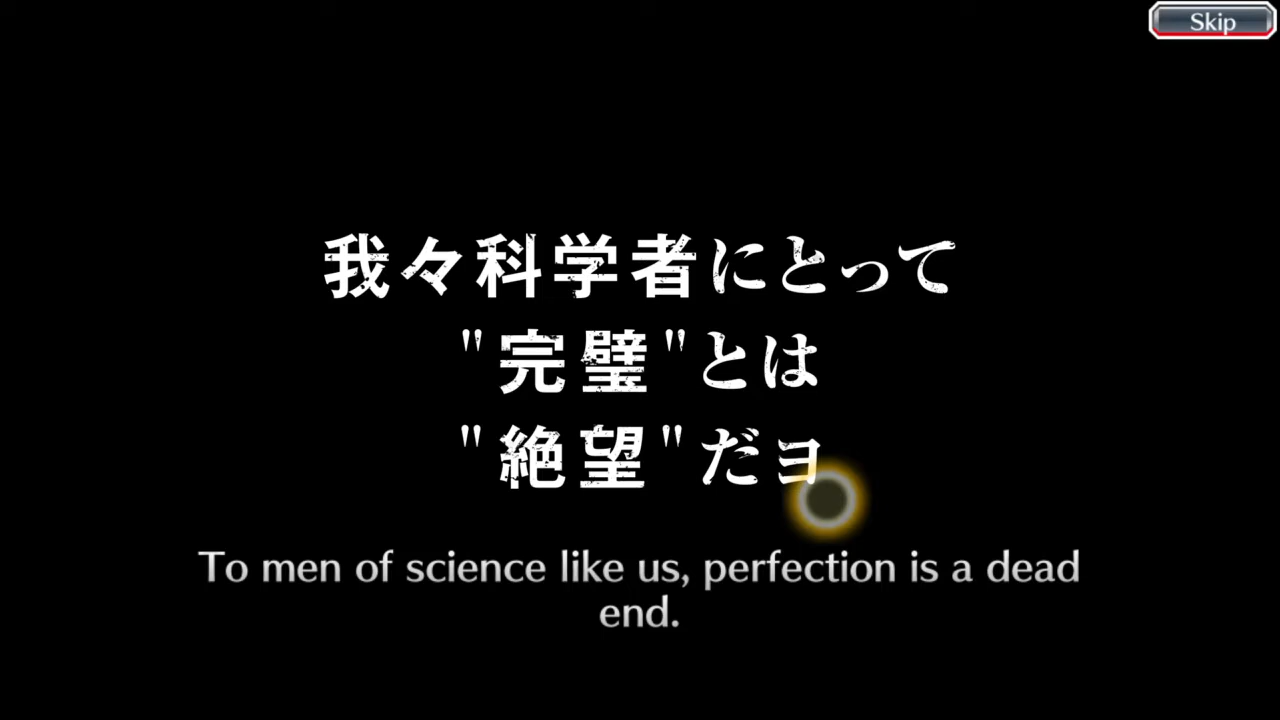 Skip
我々科学者にとって
"完璧"とは
"絶望"だヨ
To men of science like us, perfection is a dead
end.